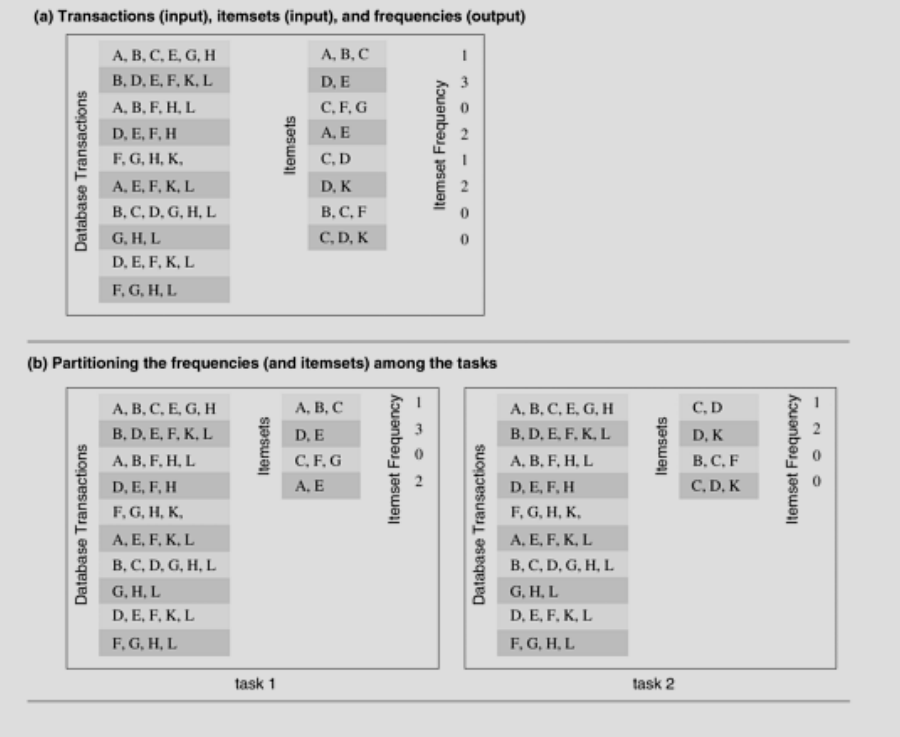 (a) Transactions (input), itemsets (input), and frequencies (output)
Database Transactions
A, B, C, E, G, H
B, D, E, F, K, L
A, B, F, H, L
D, E, F, H
F, G, H, K,
A, E, F, K, L
B, C, D, G, H, L
G, H, L
D, E, F, K, L
F, G, H, L
Itemsets
A, B, C
D, E
C, F, G
A, E
C, D
D, K
B, C, F
C, D, K
Itemset Frequency
1
3
0
2
1
2
0
0
(b) Partitioning the frequencies (and itemsets) among the tasks
Database Transactions
A, B, C, E, G, H
B, D, E, F, K, L
A, B, F, H, L
D, E, F, H
F, G, H, K,
A, E, F, K, L
B, C, D, G, H, L
G, H, L
D, E, F, K, L
F, G, H, L
Itemsets
A, B, C
D, E
C, F, G
A, E
Itemset Frequency
1
3
0
2
task 1
Database Transactions
A, B, C, E, G, H
B, D, E, F, K, L
A, B, F, H, L
D, E, F, H
F, G, H, K,
A, E, F, K, L
B, C, D, G, H, L
G, H, L
D, E, F, K, L
F, G, H, L
Itemsets
C, D
D, K
B, C, F
C, D, K
Itemset Frequency
1
2
0
0
task 2